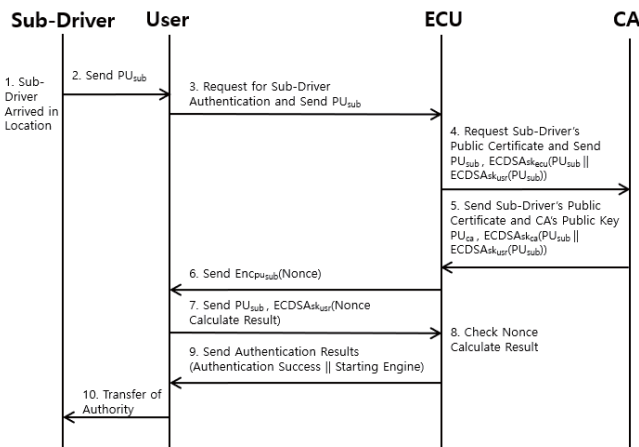 Sub-Driver User ECU CA
1. Sub-
Driver
Arrived in
Location
2. Send PUsub
3. Request for Sub-Driver
Authentication and Send PUsub
4. Request Sub-Driver's
Public Certificate and Send
PUsub , ECDSAskecu(PUsub ||
ECDSAskusr(PUsub))
5. Send Sub-Driver's Public
Certificate and CA's Public Key
PUca , ECDSAskca(PUsub ||
ECDSAskusr(PUsub))
6. Send Encpusub(Nonce)
7. Send PUsub , ECDSAskusr(Nonce
Calculate Result)
8. Check Nonce
Calculate Result
9. Send Authentication Results
(Authentication Success || Starting Engine)
10. Transfer of
Authority